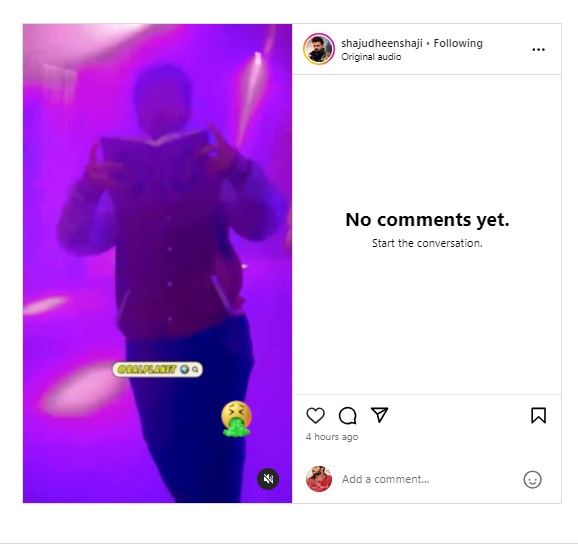 shajudheenshaji • Following
Original audio
No comments yet.
Start the conversation.
@BALPLANET
4 hours ago
Add a comment...